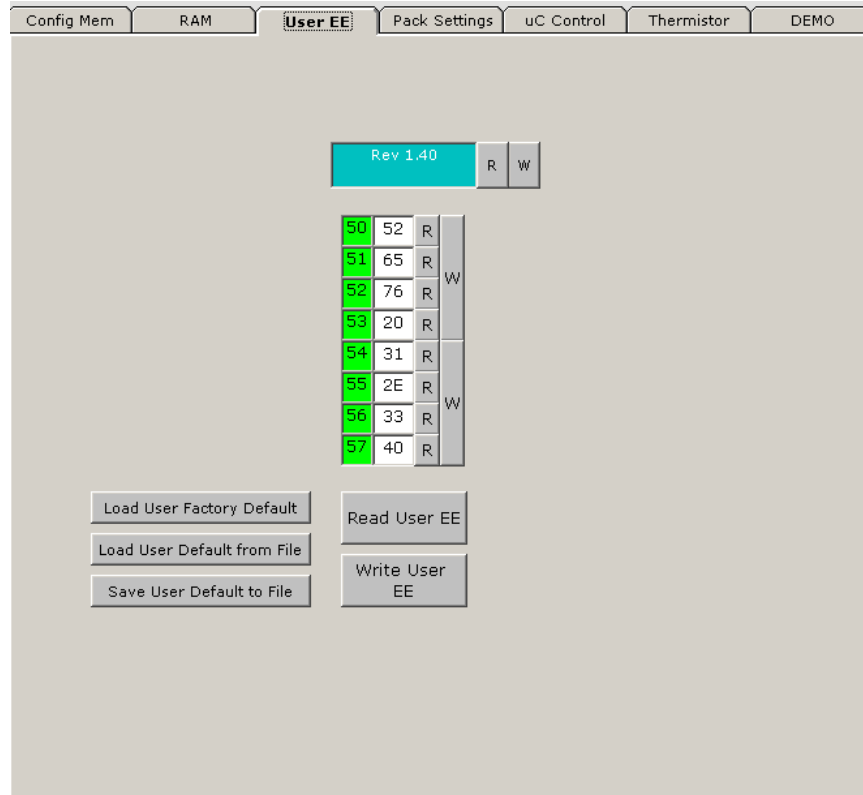 Config Mem RAM User EE Pack Settings uC Control Thermistor DEMO
Rev 1.40 R W
50 52 R
51 65 R
W
52 76 R
53 20 R
54 31 R
55 2E R
W
56 33 R
57 40 R
Load User Factory Default
Read User EE
Load User Default from File
Write User
EE
Save User Default to File